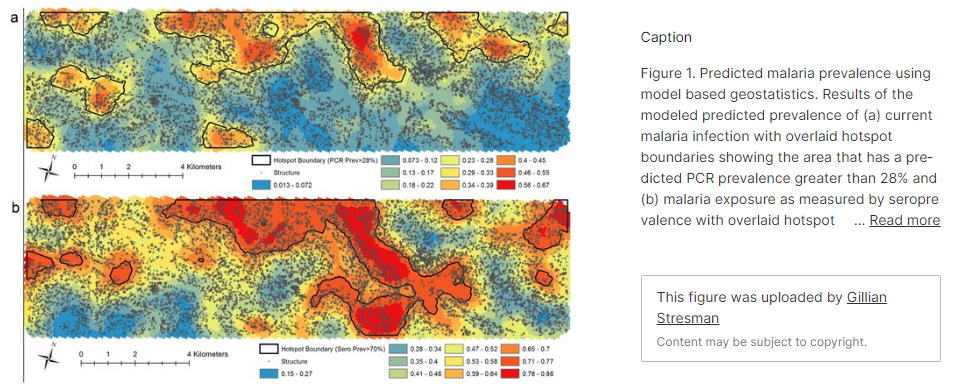 a
N
0 1 2 4 Kilometers
Hotspot Boundary (PCR Prev>28%)
Structure
0.013 - 0.072
0.073 - 0.12
0.13 - 0.17
0.18 - 0.22
0.23 - 0.28
0.29 - 0.33
0.34 - 0.39
0.4 - 0.45
0.46 - 0.55
0.56 - 0.67
b
N
0 1 2 4 Kilometers
Hotspot Boundary (Sero Prev>70%)
Structure
0.15 - 0.27
0.28 - 0.34
0.35 - 0.4
0.41 - 0.46
0.47 - 0.52
0.53 - 0.58
0.59 - 0.64
0.65 - 0.7
0.71 - 0.77
0.78 - 0.86
Caption
Figure 1. Predicted malaria prevalence using
model based geostatistics. Results of the
modeled predicted prevalence of (a) current
malaria infection with overlaid hotspot
boundaries showing the area that has a pre-
dicted PCR prevalence greater than 28% and
(b) malaria exposure as measured by seropre
valence with overlaid hotspot ... Read more
This figure was uploaded by Gillian
Stresman
Content may be subject to copyright.